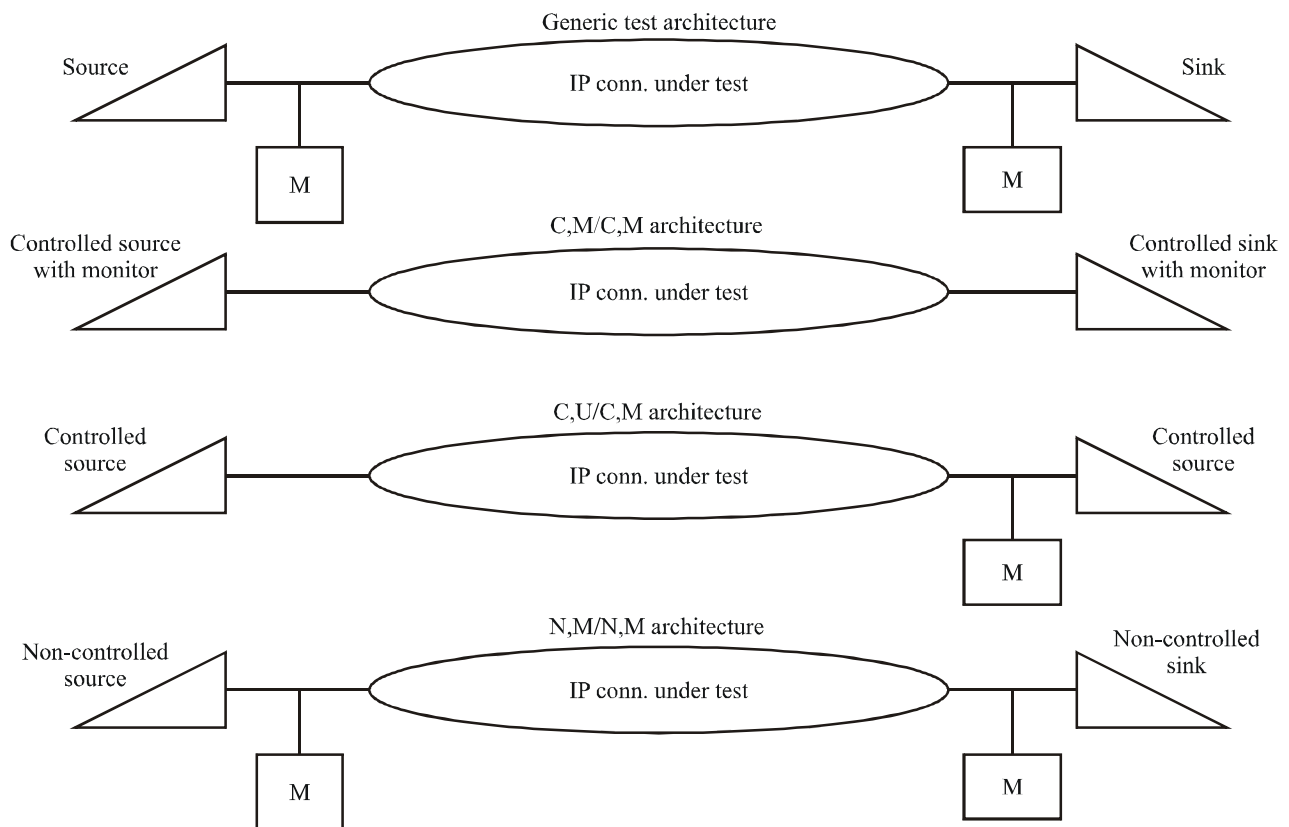 Generic test architecture
Source
IP conn. under test
Sink
M
M
C,M/C,M architecture
Controlled source
with monitor
IP conn. under test
Controlled sink
with monitor
C,U/C,M architecture
Controlled
source
IP conn. under test
Controlled
source
M
N,M/N,M architecture
Non-controlled
source
IP conn. under test
Non-controlled
sink
M
M